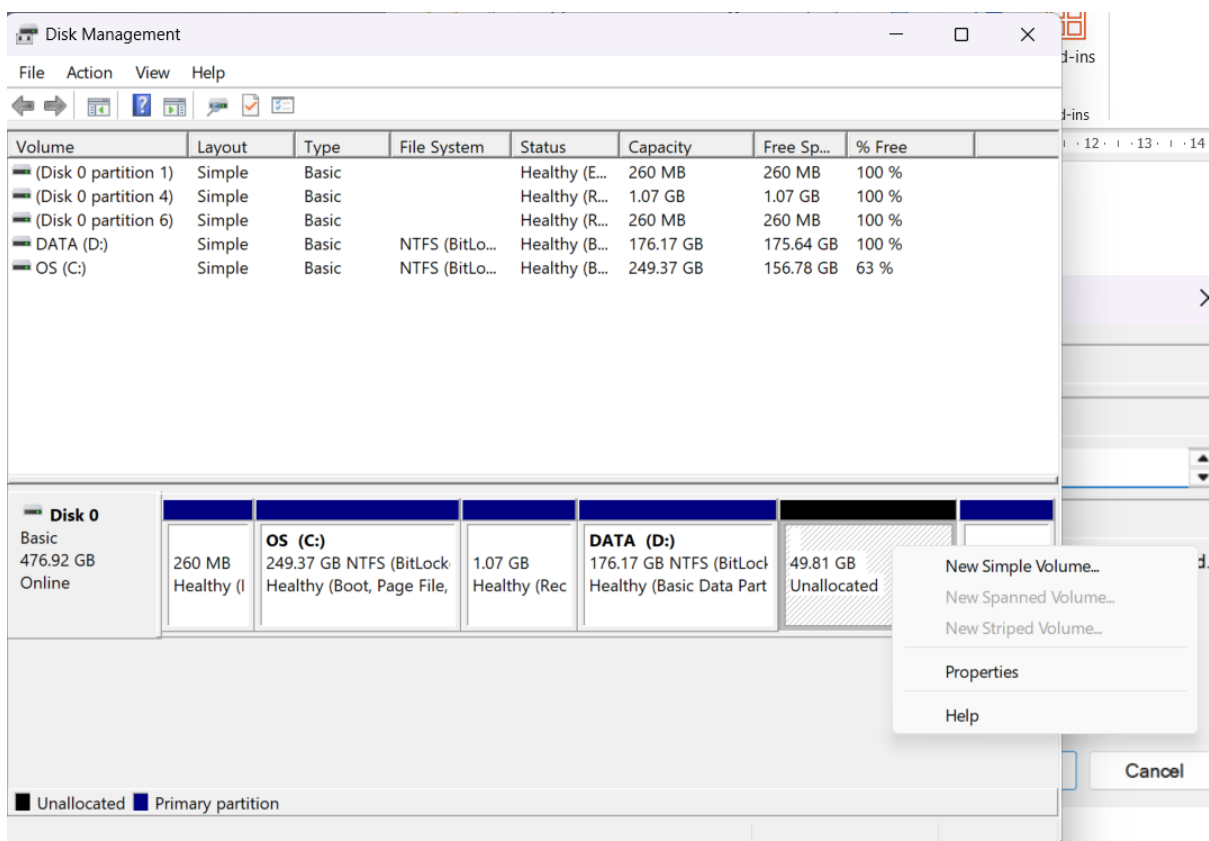 Disk Management
d-ins
File Action View Help
d-ins
Volume Layout Type File System Status Capacity Free Sp... % Free
12 13 14
(Disk 0 partition 1) Simple Basic Healthy (E... 260 MB 260 MB 100 %
(Disk 0 partition 4) Simple Basic Healthy (R... 1.07 GB 1.07 GB 100 %
(Disk 0 partition 6) Simple Basic Healthy (R... 260 MB 260 MB 100 %
DATA (D:) Simple Basic NTFS (BitLo... Healthy (B... 176.17 GB 175.64 GB 100 %
OS (C:) Simple Basic NTFS (BitLo... Healthy (B... 249.37 GB 156.78 GB 63 %
Disk 0
Basic
476.92 GB
Online
260 MB
Healthy (I
OS (C:)
249.37 GB NTFS (BitLock
Healthy (Boot, Page File,
1.07 GB
Healthy (Rec
DATA (D:)
176.17 GB NTFS (BitLock
Healthy (Basic Data Part
49.81 GB
Unallocated
New Simple Volume...
New Spanned Volume...
New Striped Volume...
Properties
Help
d.
Cancel
Unallocated Primary partition